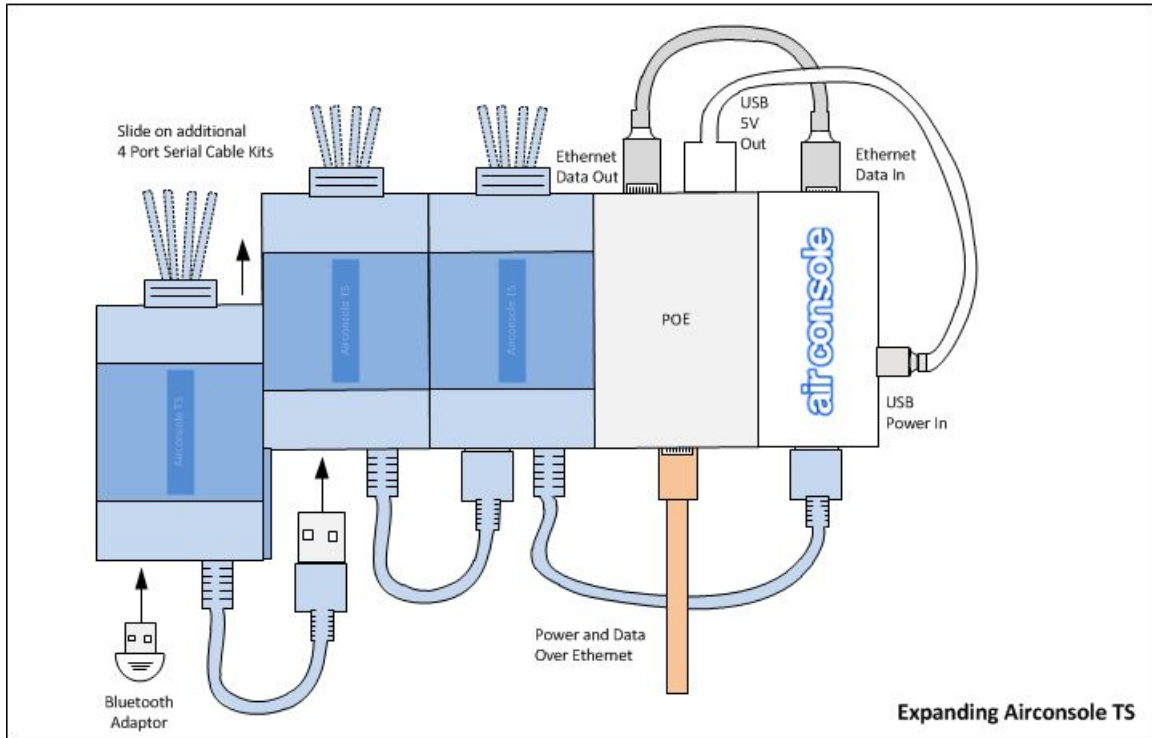 Slide on additional
4 Port Serial Cable Kits
Ethernet
Data Out
USB
5V
Out
Ethernet
Data In
Airconsole TS
Airconsole TS
Airconsole TS
POE
airconsole
USB
Power In
Power and Data
Over Ethernet
Bluetooth
Adaptor
Expanding Airconsole TS